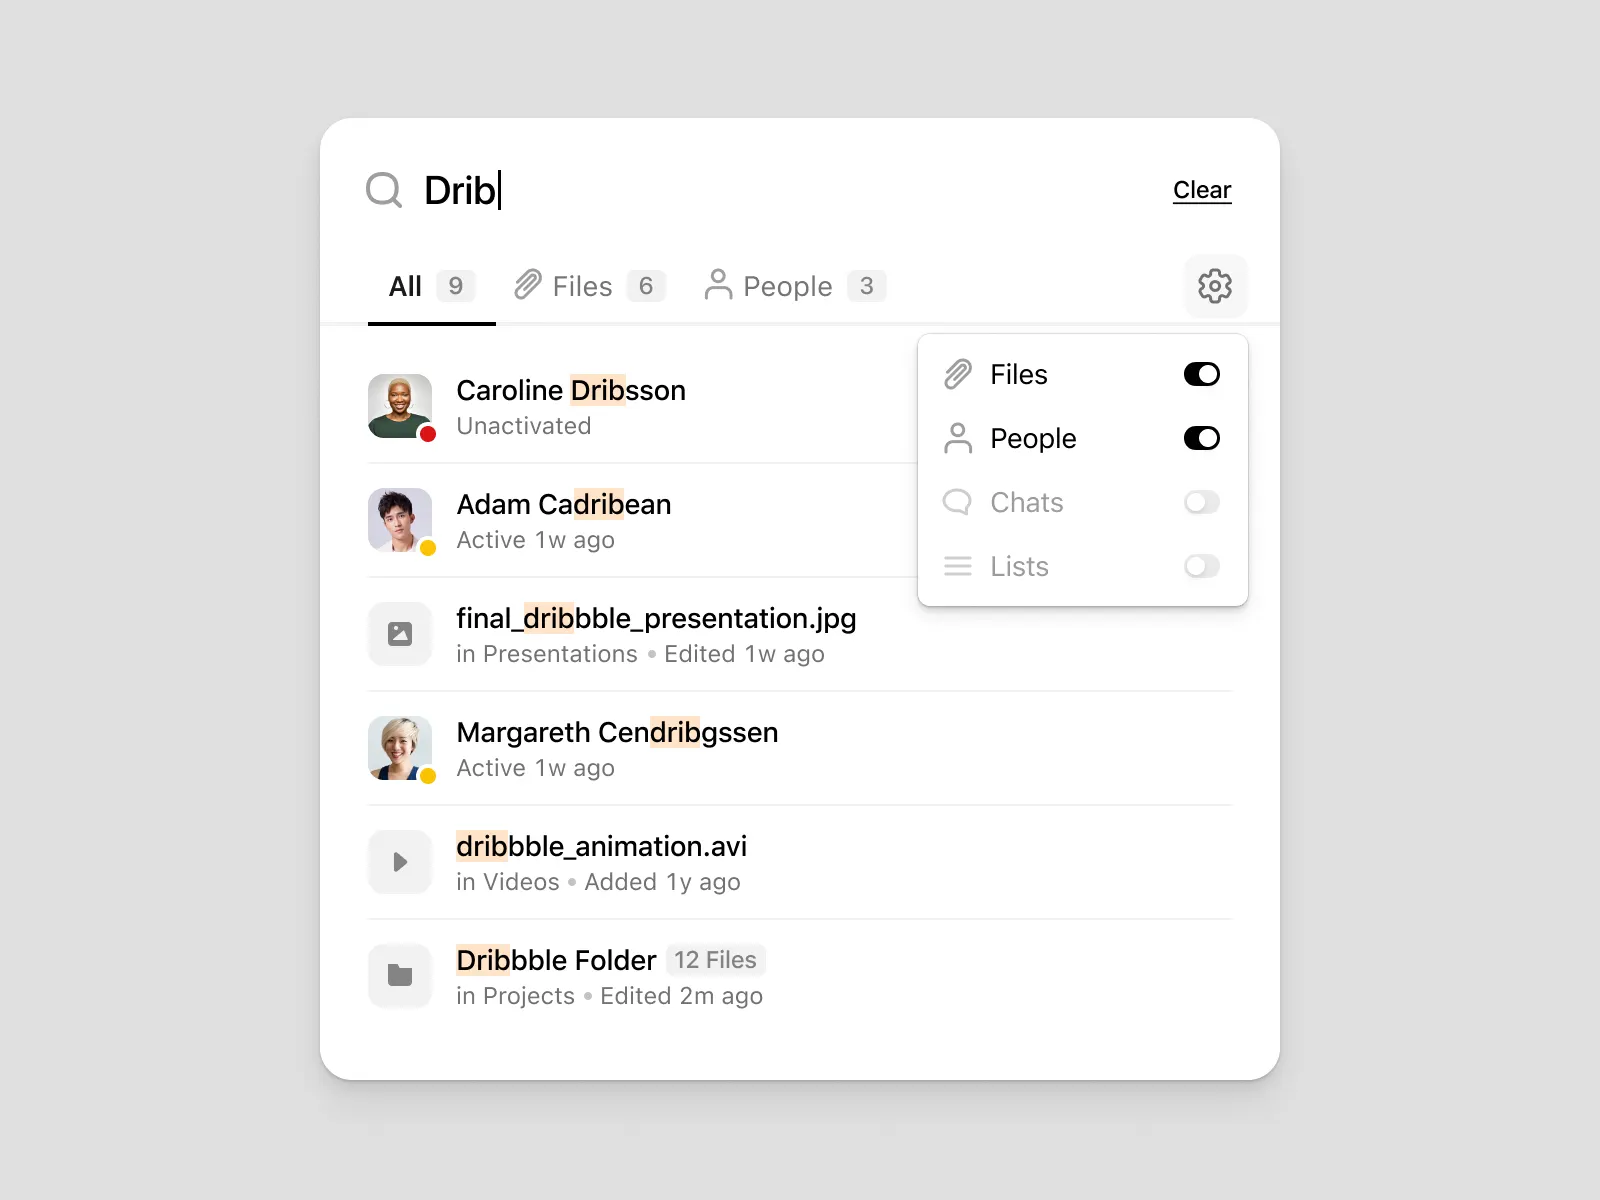 Drib
Clear
All 9 Files 6 People 3
Files
People
Chats
Lists
Caroline Dribsson
Unactivated
Adam Cadribean
Active 1w ago
final_dribbble_presentation.jpg
in Presentations • Edited 1w ago
Margareth Cendribgssen
Active 1w ago
dribbble_animation.avi
in Videos • Added 1y ago
Dribbble Folder 12 Files
in Projects • Edited 2m ago